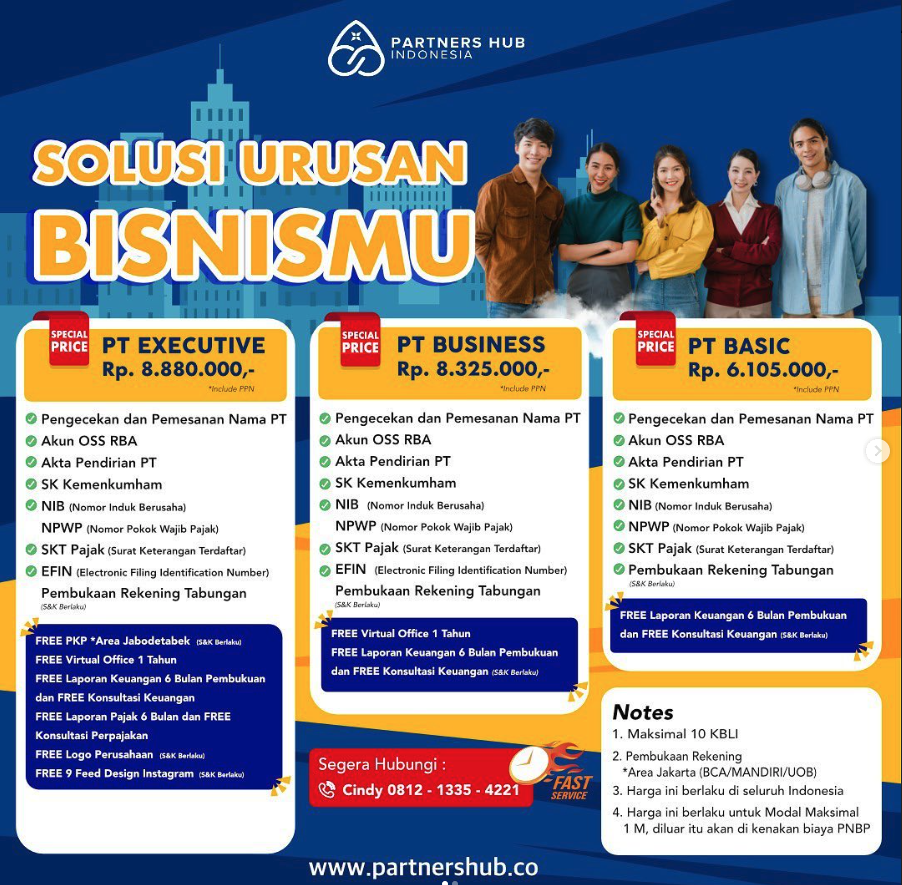 PARTNERS HUB
INDONESIA
SOLUSI URUSAN
BISNISMU
SPECIAL
PRICE
PT EXECUTIVE
Rp. 8.880.000,-
*Include PPN
Pengecekan dan Pemesanan Nama PT
Akun OSS RBA
Akta Pendirian PT
SK Kemenkumham
NIB (Nomor Induk Berusaha)
NPWP (Nomor Pokok Wajib Pajak)
SKT Pajak (Surat Keterangan Terdaftar)
EFIN (Electronic Filing Identification Number)
Pembukaan Rekening Tabungan
(S&K Berlaku)
FREE PKP *Area Jabodetabek (S&K Berlaku)
FREE Virtual Office 1 Tahun
FREE Laporan Keuangan 6 Bulan Pembukuan
dan FREE Konsultasi Keuangan
FREE Laporan Pajak 6 Bulan dan FREE
Konsultasi Perpajakan
FREE Logo Perusahaan (S&K Berlaku)
FREE 9 Feed Design Instagram (S&K Berlaku)
SPECIAL
PRICE
PT BUSINESS
Rp. 8.325.000,-
*Include PPN
Pengecekan dan Pemesanan Nama PT
Akun OSS RBA
Akta Pendirian PT
SK Kemenkumham
NIB (Nomor Induk Berusaha)
NPWP (Nomor Pokok Wajib Pajak)
SKT Pajak (Surat Keterangan Terdaftar)
EFIN (Electronic Filing Identification Number)
Pembukaan Rekening Tabungan
(S&K Berlaku)
FREE Virtual Office 1 Tahun
FREE Laporan Keuangan 6 Bulan Pembukuan
dan FREE Konsultasi Keuangan (S&K Berlaku)
SPECIAL
PRICE
PT BASIC
Rp. 6.105.000,-
*Include PPN
Pengecekan dan Pemesanan Nama PT
Akun OSS RBA
Akta Pendirian PT
SK Kemenkumham
NIB (Nomor Induk Berusaha)
NPWP (Nomor Pokok Wajib Pajak)
SKT Pajak (Surat Keterangan Terdaftar)
Pembukaan Rekening Tabungan
(S&K Berlaku)
FREE Laporan Keuangan 6 Bulan Pembukuan
dan FREE Konsultasi Keuangan (S&K Berlaku)
Segera Hubungi :
Cindy 0812 - 1335 - 4221
FAST
SERVICE
Notes
1. Maksimal 10 KBLI
2. Pembukaan Rekening
*Area Jakarta (BCA/MANDIRI/UOB)
3. Harga ini berlaku di seluruh Indonesia
4. Harga ini berlaku untuk Modal Maksimal
1 M, diluar itu akan di kenakan biaya PNBP
www.partnershub.co